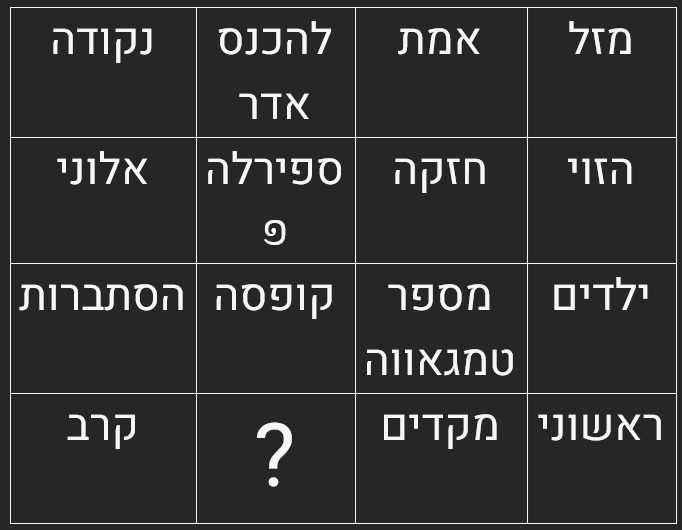 מזל
אמת
להכנס
אדר
נקודה
הזוי
חזקה
ספירלה
פ
אלוני
ילדים
מספר
טמגאווה
קופסה
הסתברות
ראשוני
מקדים
?
קרב